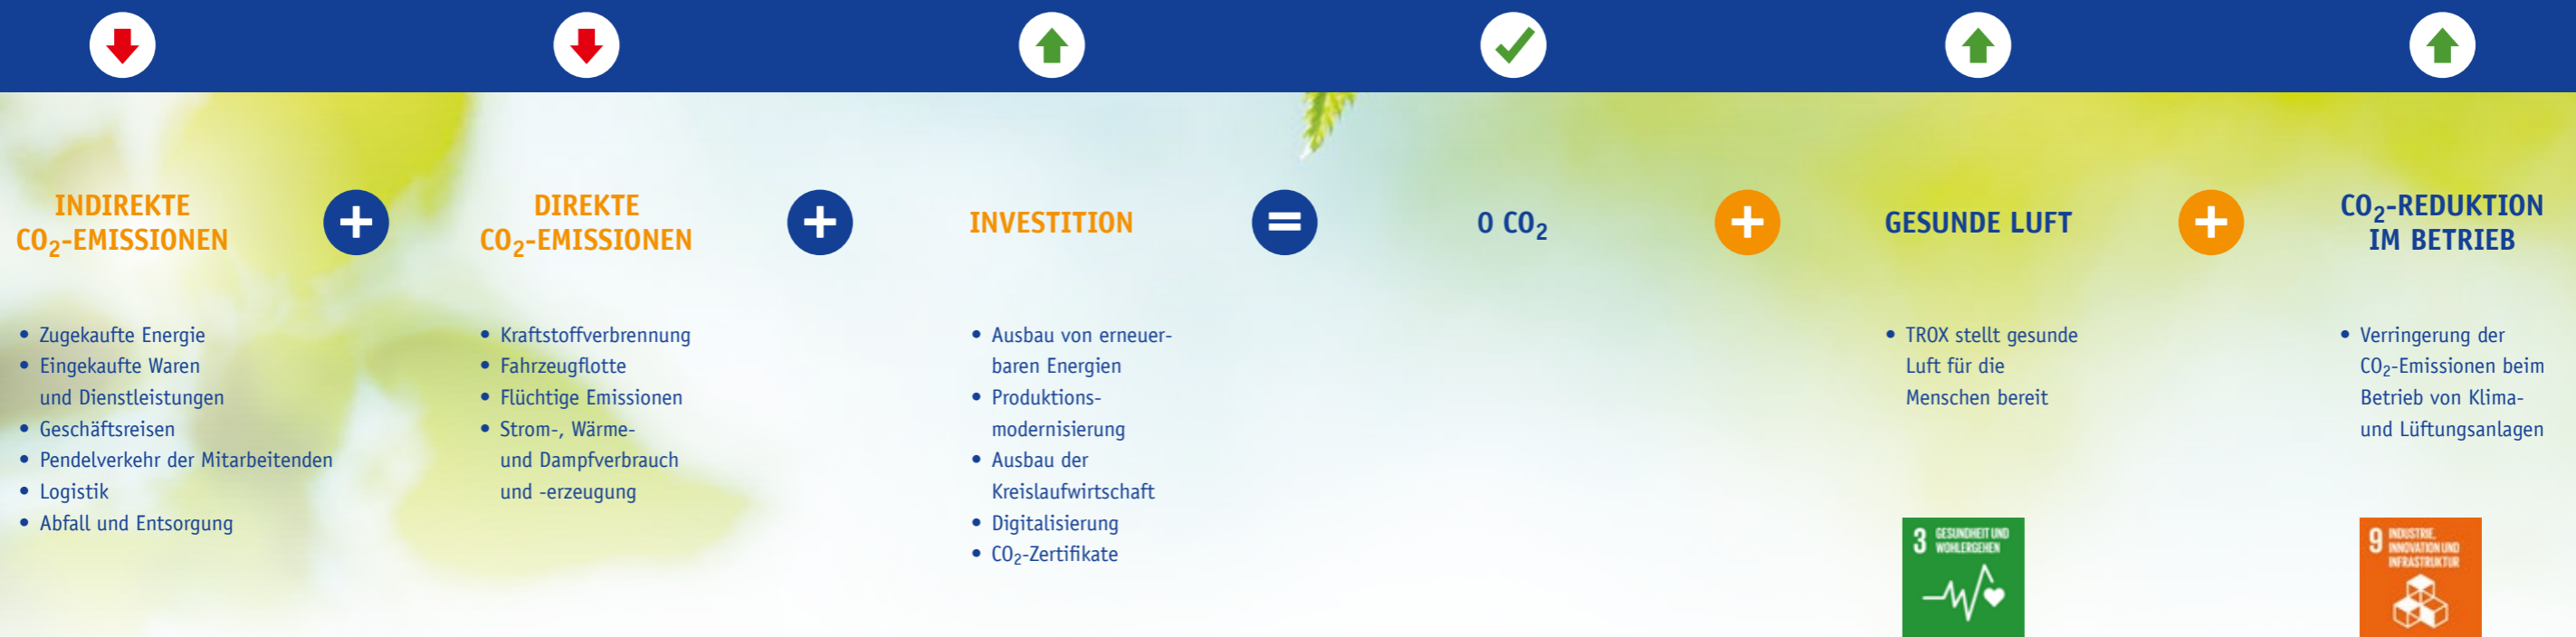 INDIREKTE
CO₂-EMISSIONEN
+
DIREKTE
CO₂-EMISSIONEN
+
INVESTITION
=
0 CO₂
+
GESUNDE LUFT
+
CO₂-REDUKTION
IM BETRIEB
• Zugekaufte Energie
• Eingekaufte Waren
und Dienstleistungen
• Geschäftsreisen
• Pendelverkehr der Mitarbeitenden
• Logistik
• Abfall und Entsorgung
• Kraftstoffverbrennung
• Fahrzeugflotte
• Flüchtige Emissionen
• Strom-, Wärme-
und Dampfverbrauch
und -erzeugung
• Ausbau von erneuer-
baren Energien
• Produktions-
modernisierung
• Ausbau der
Kreislaufwirtschaft
• Digitalisierung
• CO₂-Zertifikate
• TROX stellt gesunde
Luft für die
Menschen bereit
• Verringerung der
CO₂-Emissionen beim
Betrieb von Klima-
und Lüftungsanlagen
3 GESUNDHEIT UND
WOHLERGEHEN
9 INDUSTRIE,
INNOVATION UND
INFRASTRUKTUR